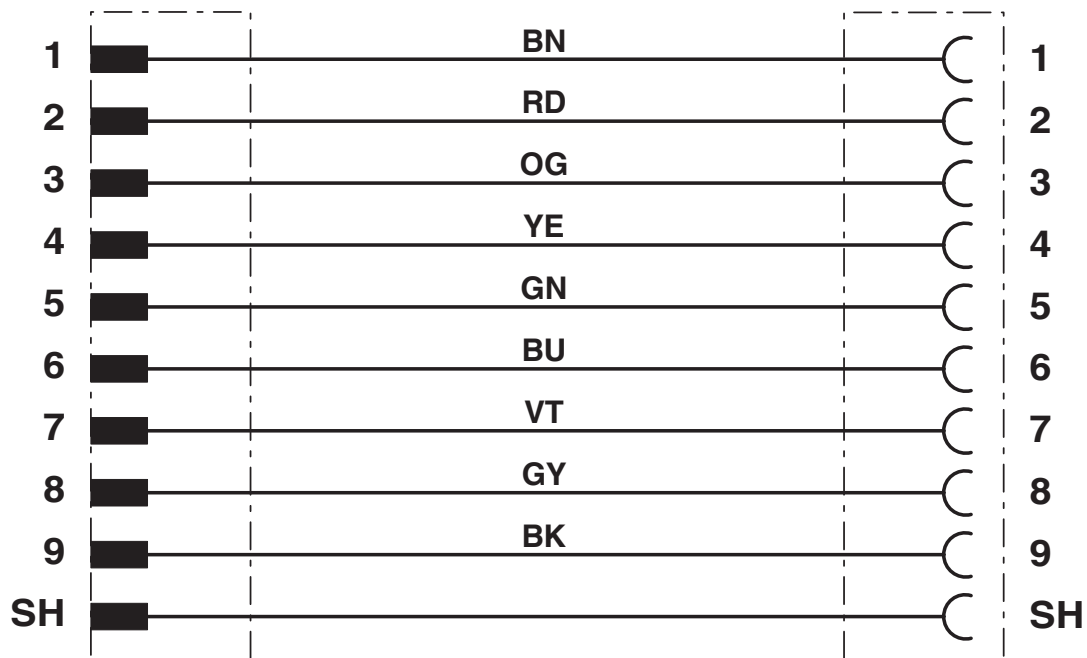 1 BN 1
2 RD 2
3 OG 3
4 YE 4
5 GN 5
6 BU 6
7 VT 7
8 GY 8
9 BK 9
SH SH